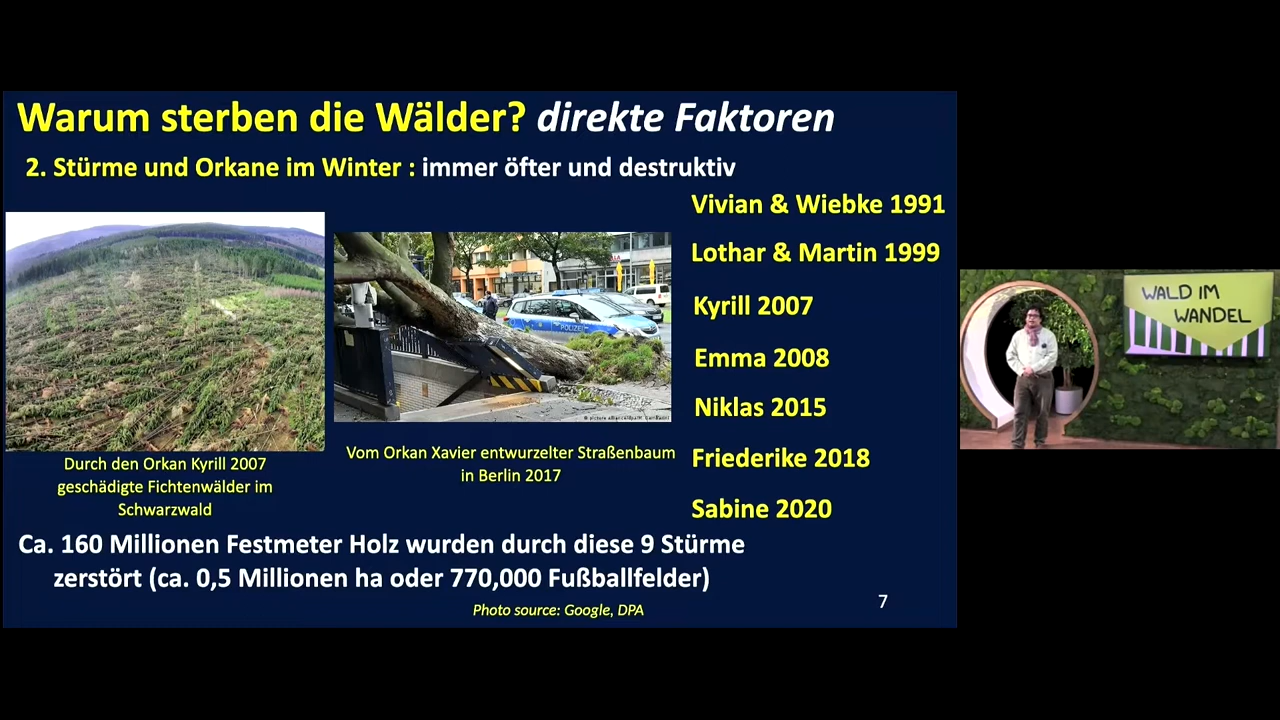 Warum sterben die Wälder? direkte Faktoren
2. Stürme und Orkane im Winter : immer öfter und destruktiv
Vivian & Wiebke 1991
Lothar & Martin 1999
Kyrill 2007
Emma 2008
Niklas 2015
Friederike 2018
Sabine 2020
POLIZEI
Durch den Orkan Kyrill 2007
geschädigte Fichtenwälder im
Schwarzwald
Vom Orkan Xavier entwurzelter Straßenbaum
in Berlin 2017
Ca. 160 Millionen Festmeter Holz wurden durch diese 9 Stürme
zerstört (ca. 0,5 Millionen ha oder 770,000 Fußballfelder)
Photo source: Google, DPA
7
WALD IM
WANDEL